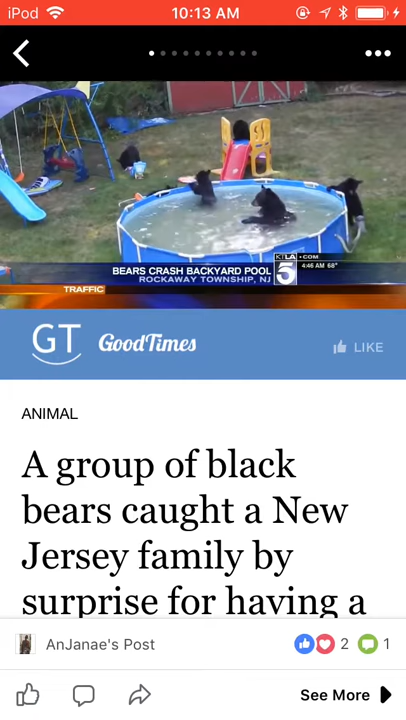 iPod 10:13 AM
BEARS CRASH BACKYARD POOL
ROCKAWAY TOWNSHIP, NJ
KTLA .COM
5 4:46 AM 68°
TRAFFIC
GT GoodTimes LIKE
ANIMAL
A group of black
bears caught a New
Jersey family by
surprise for having a
AnJanae's Post 2 1
See More